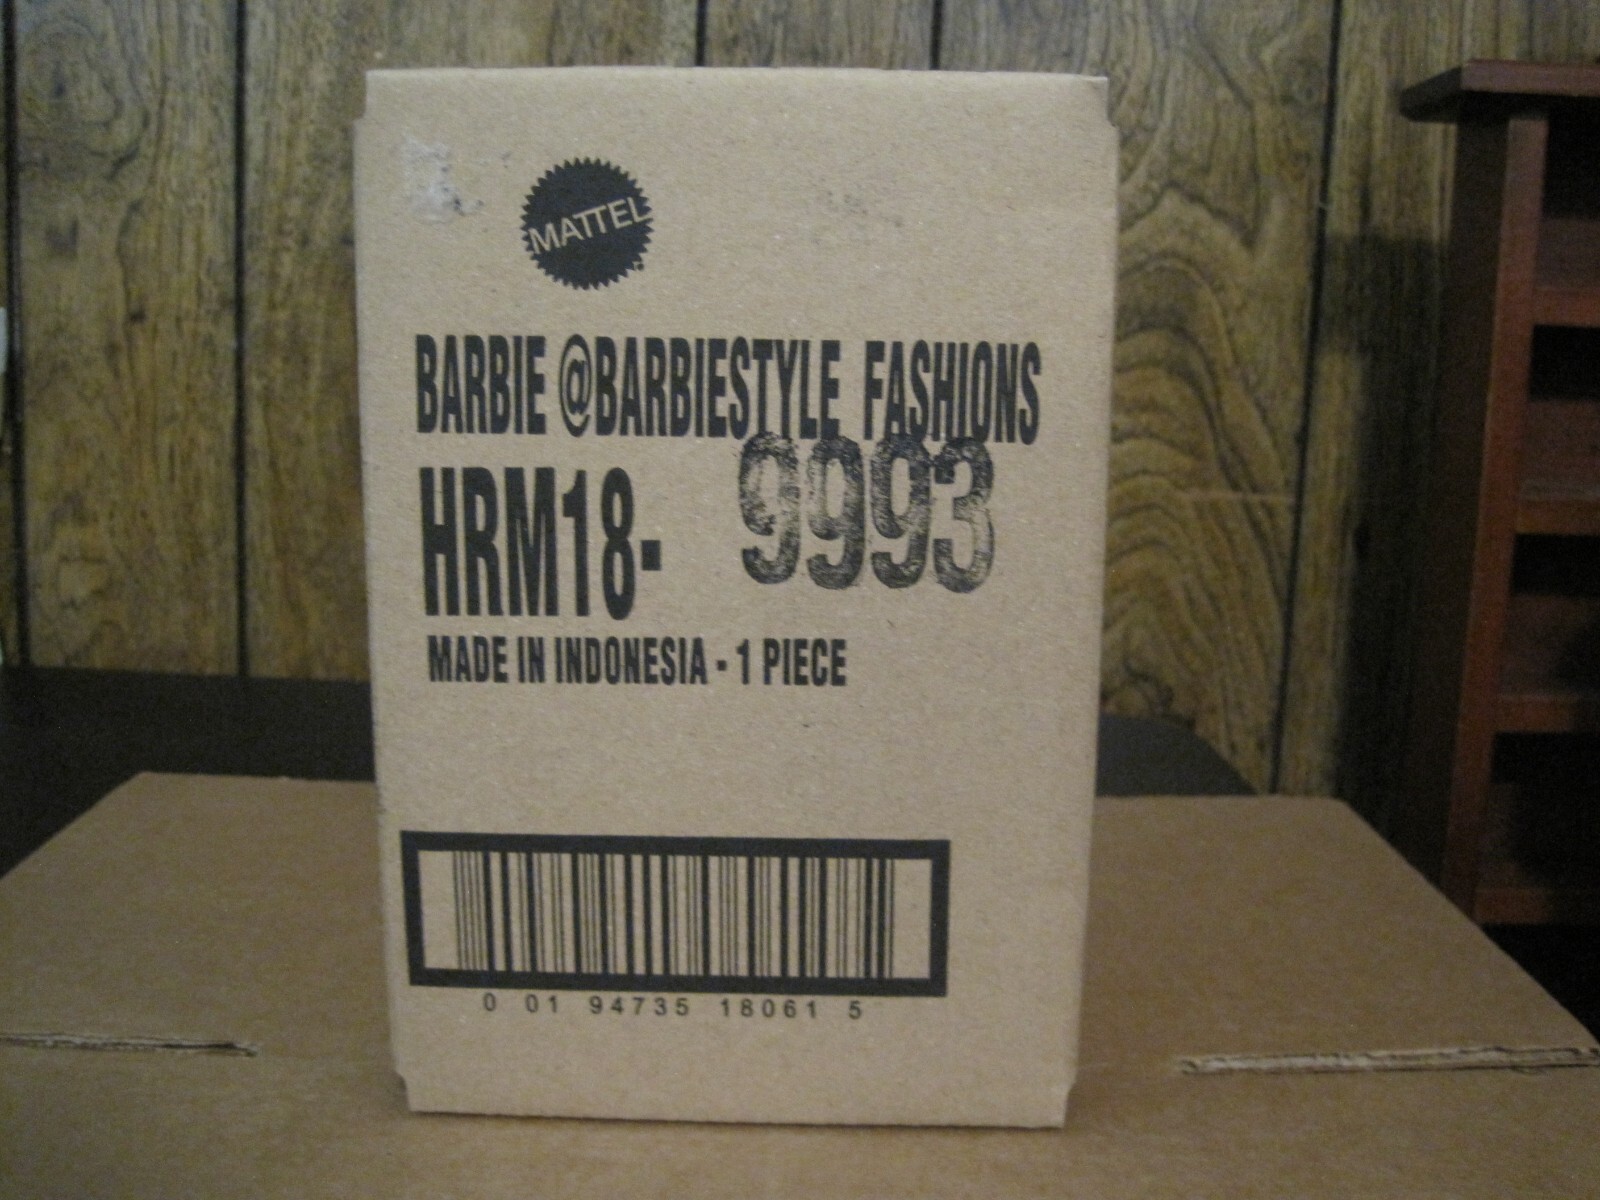 MATTEL
BARBIE @BARBIESTYLE FASHIONS
HRM18- 9993
MADE IN INDONESIA - 1 PIECE
0 01 94735 18061 5